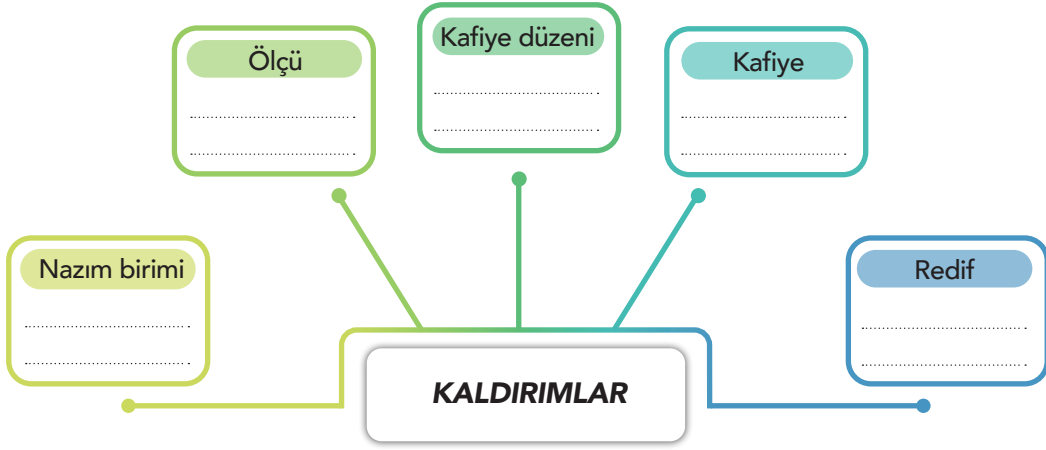 Kafiye düzeni
Ölçü
Kafiye
Nazım birimi
Redif
KALDIRIMLAR